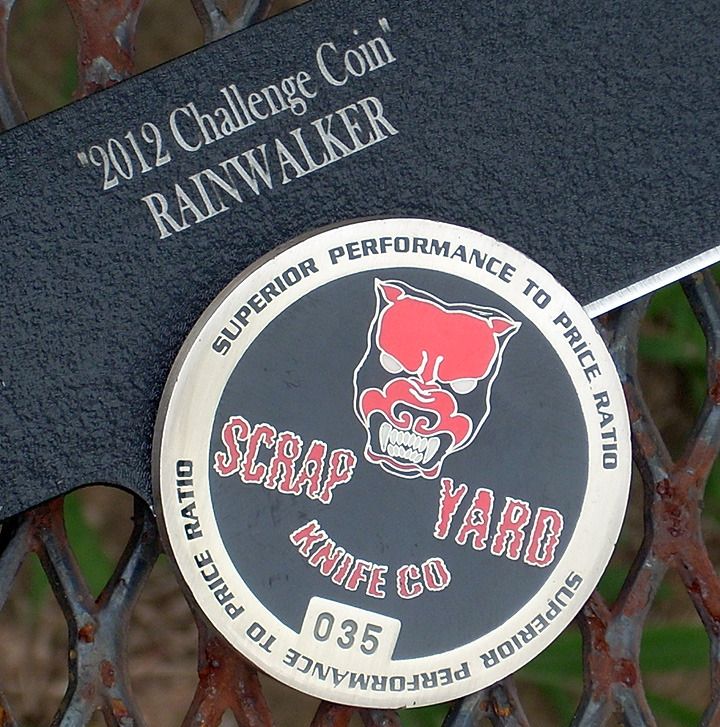 "2012 Challenge Coin"
RAINWALKER
SUPERIOR PERFORMANCE TO PRICE RATIO
SCRAP YARD
KNIFE CO
035
SUPERIOR PERFORMANCE TO PRICE RATIO